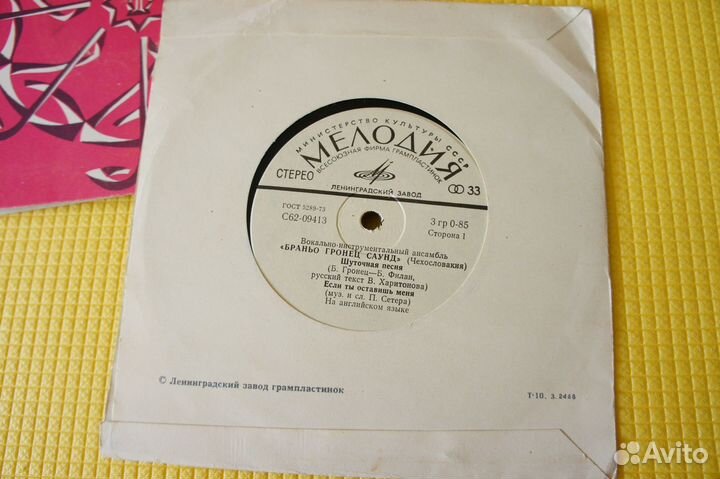 МИНИСТЕРСТВО КУЛЬТУРЫ СССР
МЕЛОДИЯ
ВСЕСОЮЗНАЯ ФИРМА ГРАМПЛАСТИНОК
СТЕРЕО
33
ЛЕНИНГРАДСКИЙ ЗАВОД
ГОСТ 5289-73
С62-09413
3 гр 0-85
Сторона 1
Вокально-инструментальный ансамбль
«БРАНЬО ГРОНЕЦ САУНД» (Чехословакия)
Шуточная песня
(Б. Гронец—Б. Филан,
русский текст В. Харитонова)
Если ты оставишь меня
(муз. и сл. П. Сетера)
На английском языке
© Ленинградский завод грампластинок
Т-10. З. 2446
Avito